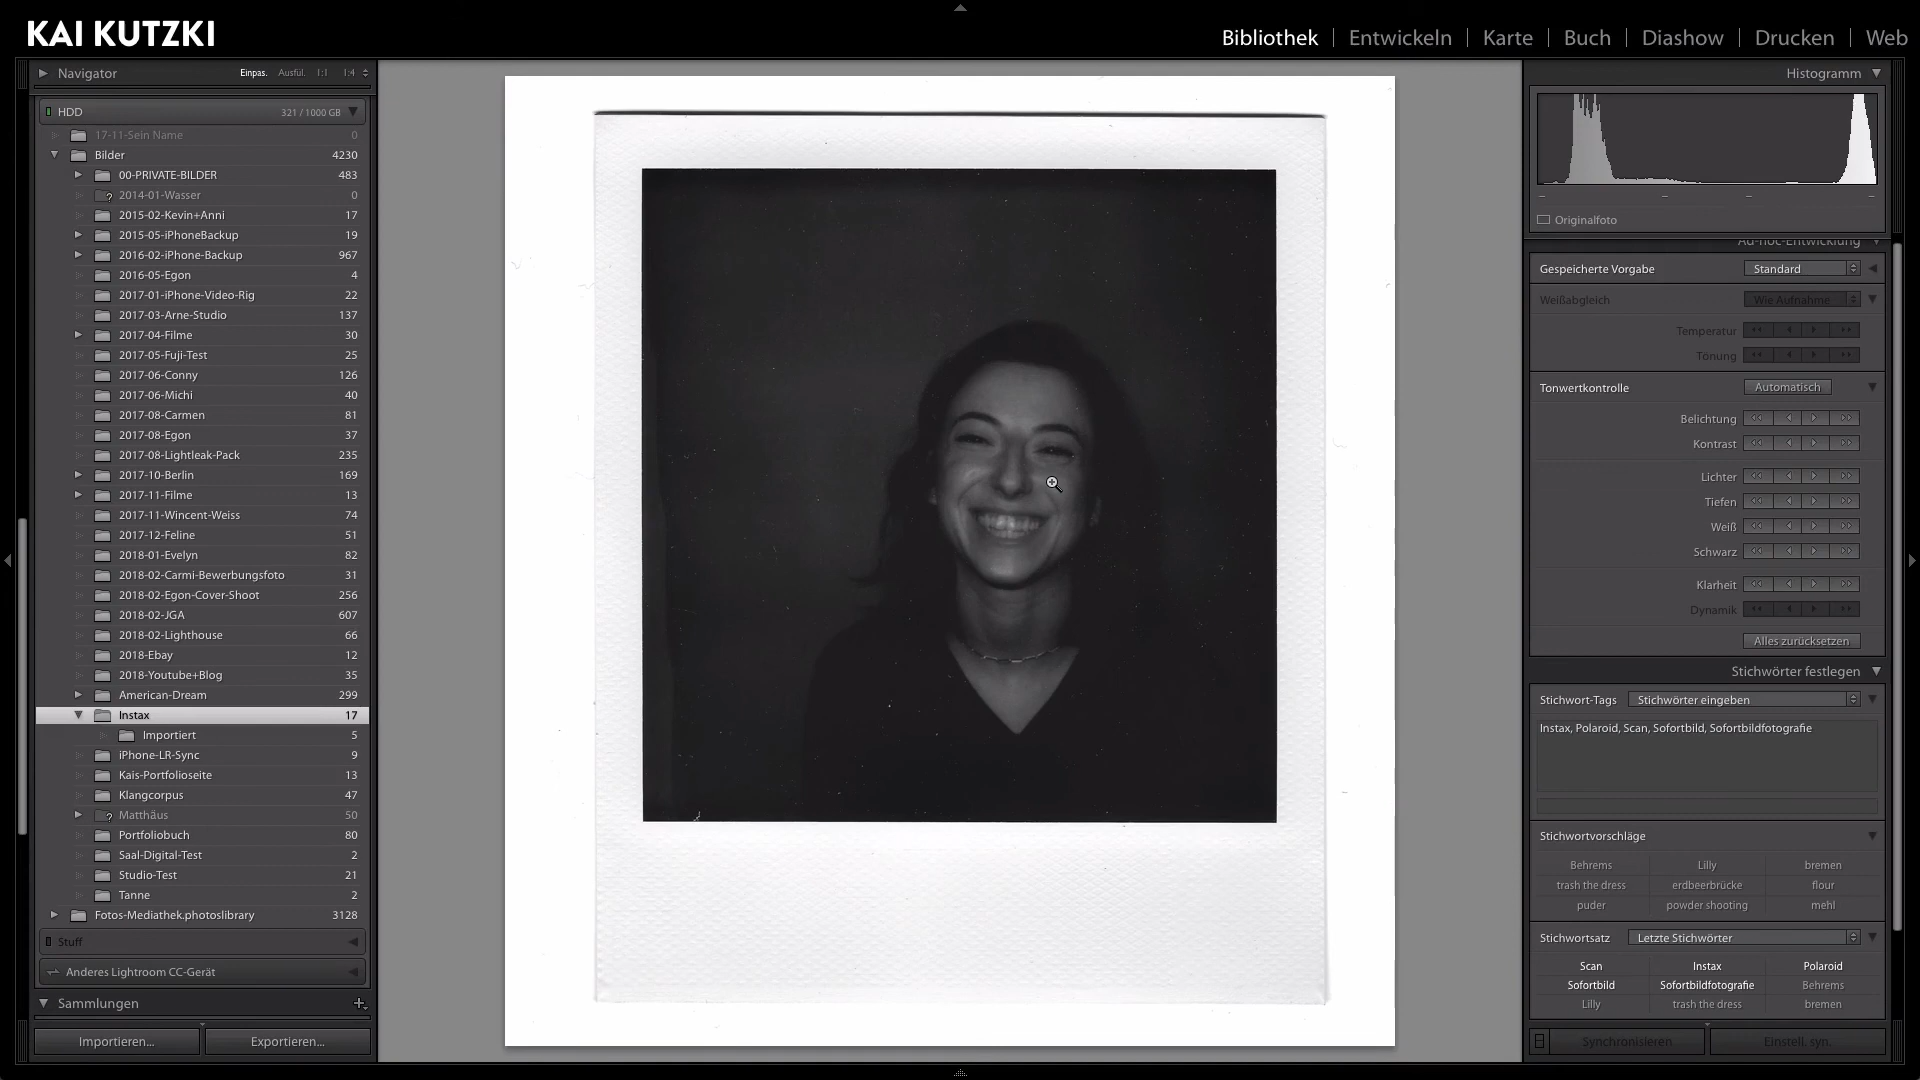 KAI KUTZKI
Bibliothek | Entwickeln | Karte | Buch | Diashow | Drucken | Web
Navigator Einpas. Ausfül. 1:1 1:4
HDD 321 / 1000 GB
17-11-Sein Name 0
Bilder 4230
00-PRIVATE-BILDER 483
2014-01-Wasser 0
2015-02-Kevin+Anni 17
2015-05-iPhoneBackup 19
2016-02-iPhone-Backup 967
2016-05-Egon 4
2017-01-iPhone-Video-Rig 22
2017-03-Arne-Studio 137
2017-04-Filme 30
2017-05-Fuji-Test 25
2017-06-Conny 126
2017-06-Michi 40
2017-08-Carmen 81
2017-08-Egon 37
2017-08-Lightleak-Pack 235
2017-10-Berlin 169
2017-11-Filme 13
2017-11-Wincent-Weiss 74
2017-12-Feline 51
2018-01-Evelyn 82
2018-02-Carmi-Bewerbungsfoto 31
2018-02-Egon-Cover-Shoot 256
2018-02-JGA 607
2018-02-Lighthouse 66
2018-Ebay 12
2018-Youtube+Blog 35
American-Dream 299
Instax 17
Importiert 5
iPhone-LR-Sync 9
Kais-Portfolioseite 13
Klangcorpus 47
Matthäus 50
Portfoliobuch 80
Saal-Digital-Test 2
Studio-Test 21
Tanne 2
Fotos-Mediathek.photoslibrary 3128
Stuff
Anderes Lightroom CC-Gerät
Sammlungen
Importieren... Exportieren...
Histogramm
Originalfoto
Ad-hoc-Entwicklung
Gespeicherte Vorgabe Standard
Weißabgleich Wie Aufnahme
Temperatur
Tönung
Tonwertkontrolle Automatisch
Belichtung
Kontrast
Lichter
Tiefen
Weiß
Schwarz
Klarheit
Dynamik
Alles zurücksetzen
Stichwörter festlegen
Stichwort-Tags Stichwörter eingeben
Instax, Polaroid, Scan, Sofortbild, Sofortbildfotografie
Stichwortvorschläge
Behrems Lilly bremen
trash the dress erdbeerbrücke flour
puder powder shooting mehl
Stichwortsatz Letzte Stichwörter
Scan Instax Polaroid
Sofortbild Sofortbildfotografie Behrems
Lilly trash the dress bremen
Synchronisieren Einstell. syn.